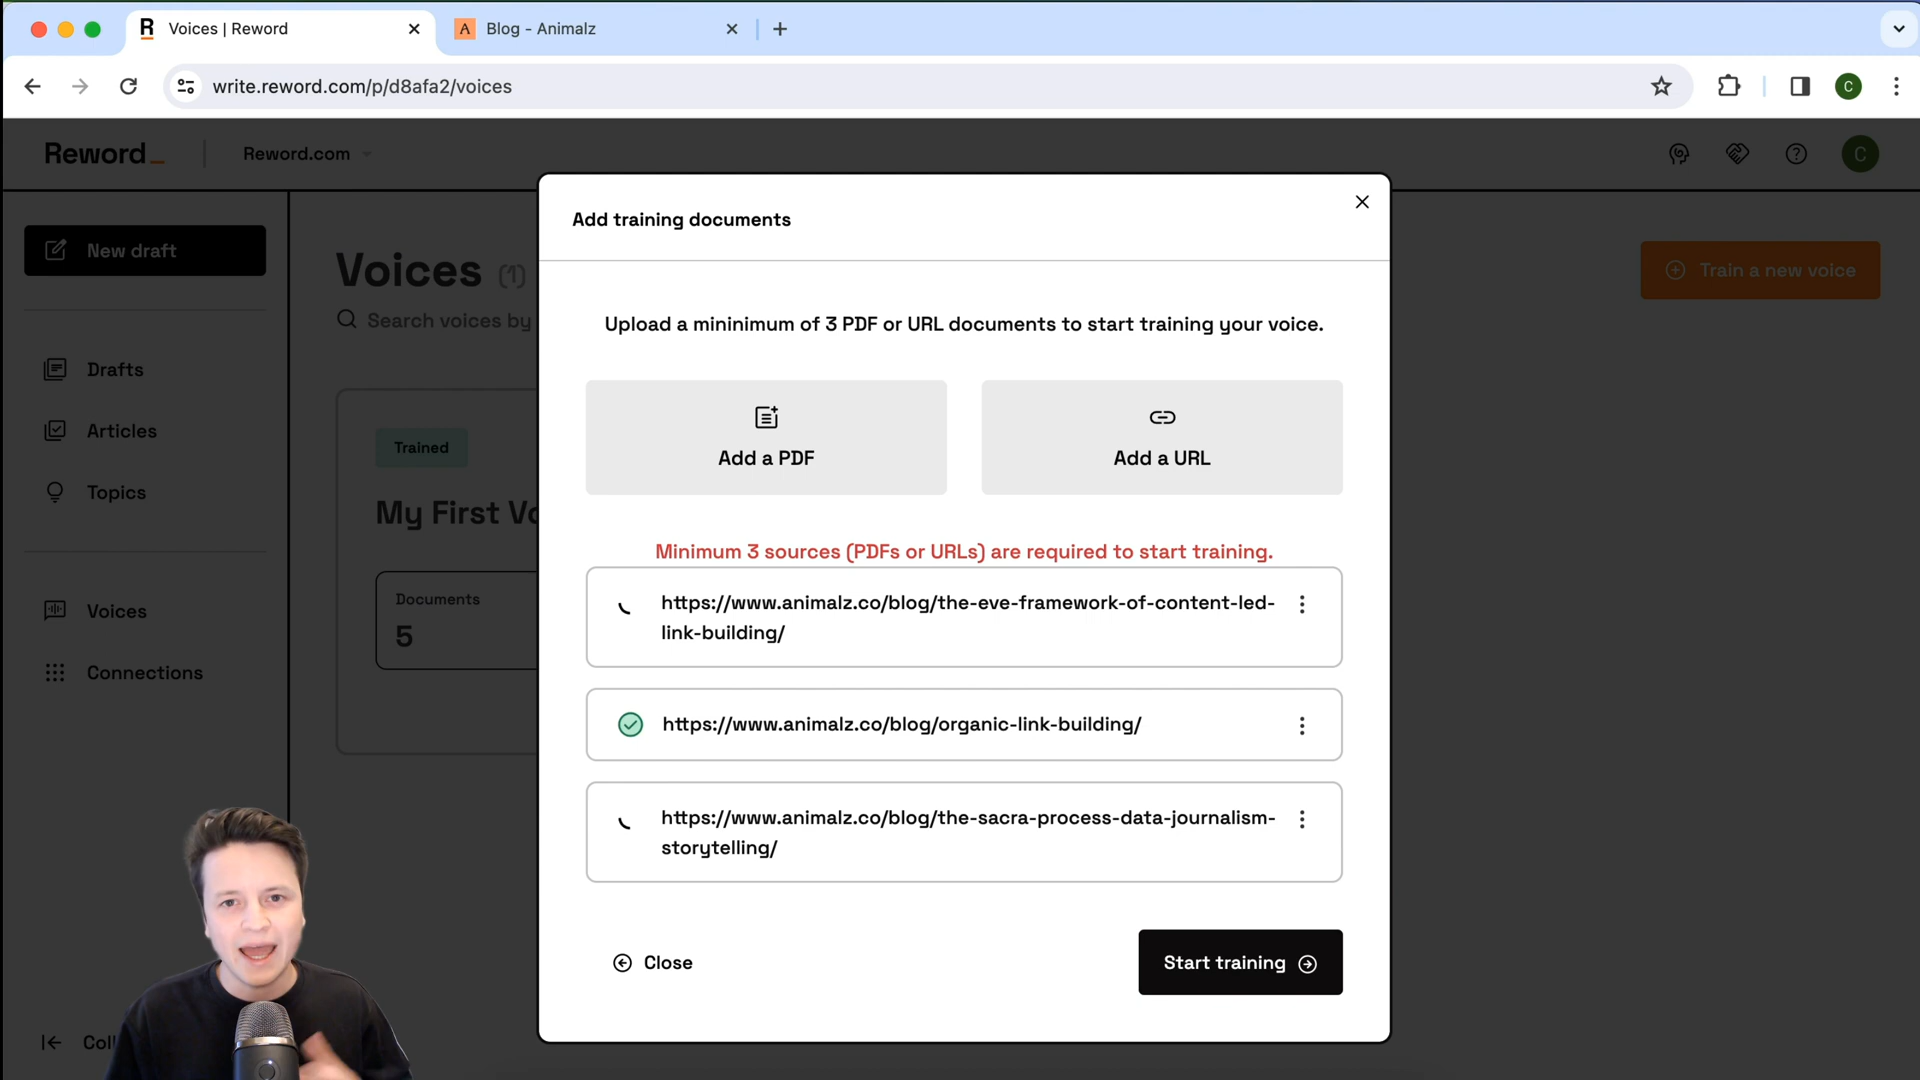 R
Voices | Reword
A
Blog - Animalz
write.reword.com/p/d8afa2/voices
C
Reword_
Reword.com
C
New draft
Drafts
Articles
Topics
Voices
Connections
Voices (1)
Search voices by
Train a new voice
Trained
My First Vo
Documents
5
Add training documents
Upload a mininimum of 3 PDF or URL documents to start training your voice.
Add a PDF
Add a URL
Minimum 3 sources (PDFs or URLs) are required to start training.
https://www.animalz.co/blog/the-eve-framework-of-content-led-
link-building/
https://www.animalz.co/blog/organic-link-building/
https://www.animalz.co/blog/the-sacra-process-data-journalism-
storytelling/
Close
Start training
Col